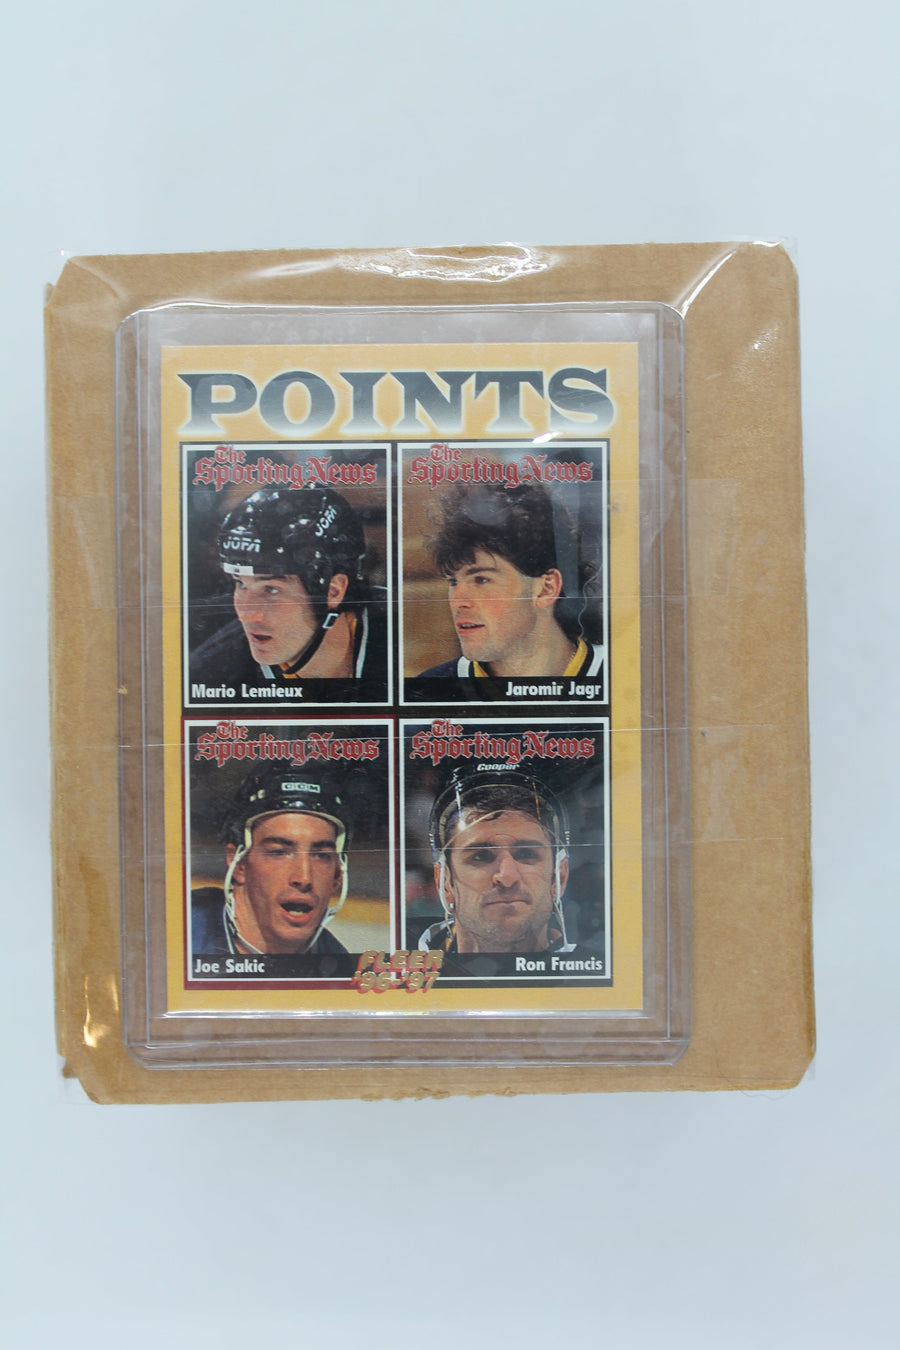 POINTS
The
Sporting News
JOFA
JOFA
Mario Lemieux
The
Sporting News
Jaromir Jagr
The
Sporting News
CCM
Joe Sakic
The
Sporting News
Cooper
Ron Francis
FLEER
'96-'97